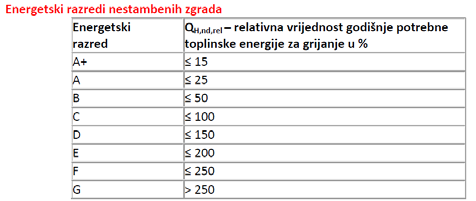 Energetski razredi nestambenih zgrada
Energetski razred QH,nd,rel – relativna vrijednost godišnje potrebne toplinske energije za grijanje u %
A+ ≤ 15
A ≤ 25
B ≤ 50
C ≤ 100
D ≤ 150
E ≤ 200
F ≤ 250
G > 250